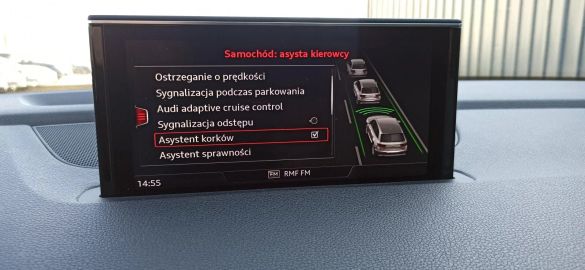 Samochód: asysta kierowcy
Ostrzeganie o prędkości
Sygnalizacja podczas parkowania
Audi adaptive cruise control
Sygnalizacja odstępu
Asystent korków
Asystent sprawności
14:55
FM RMF FM